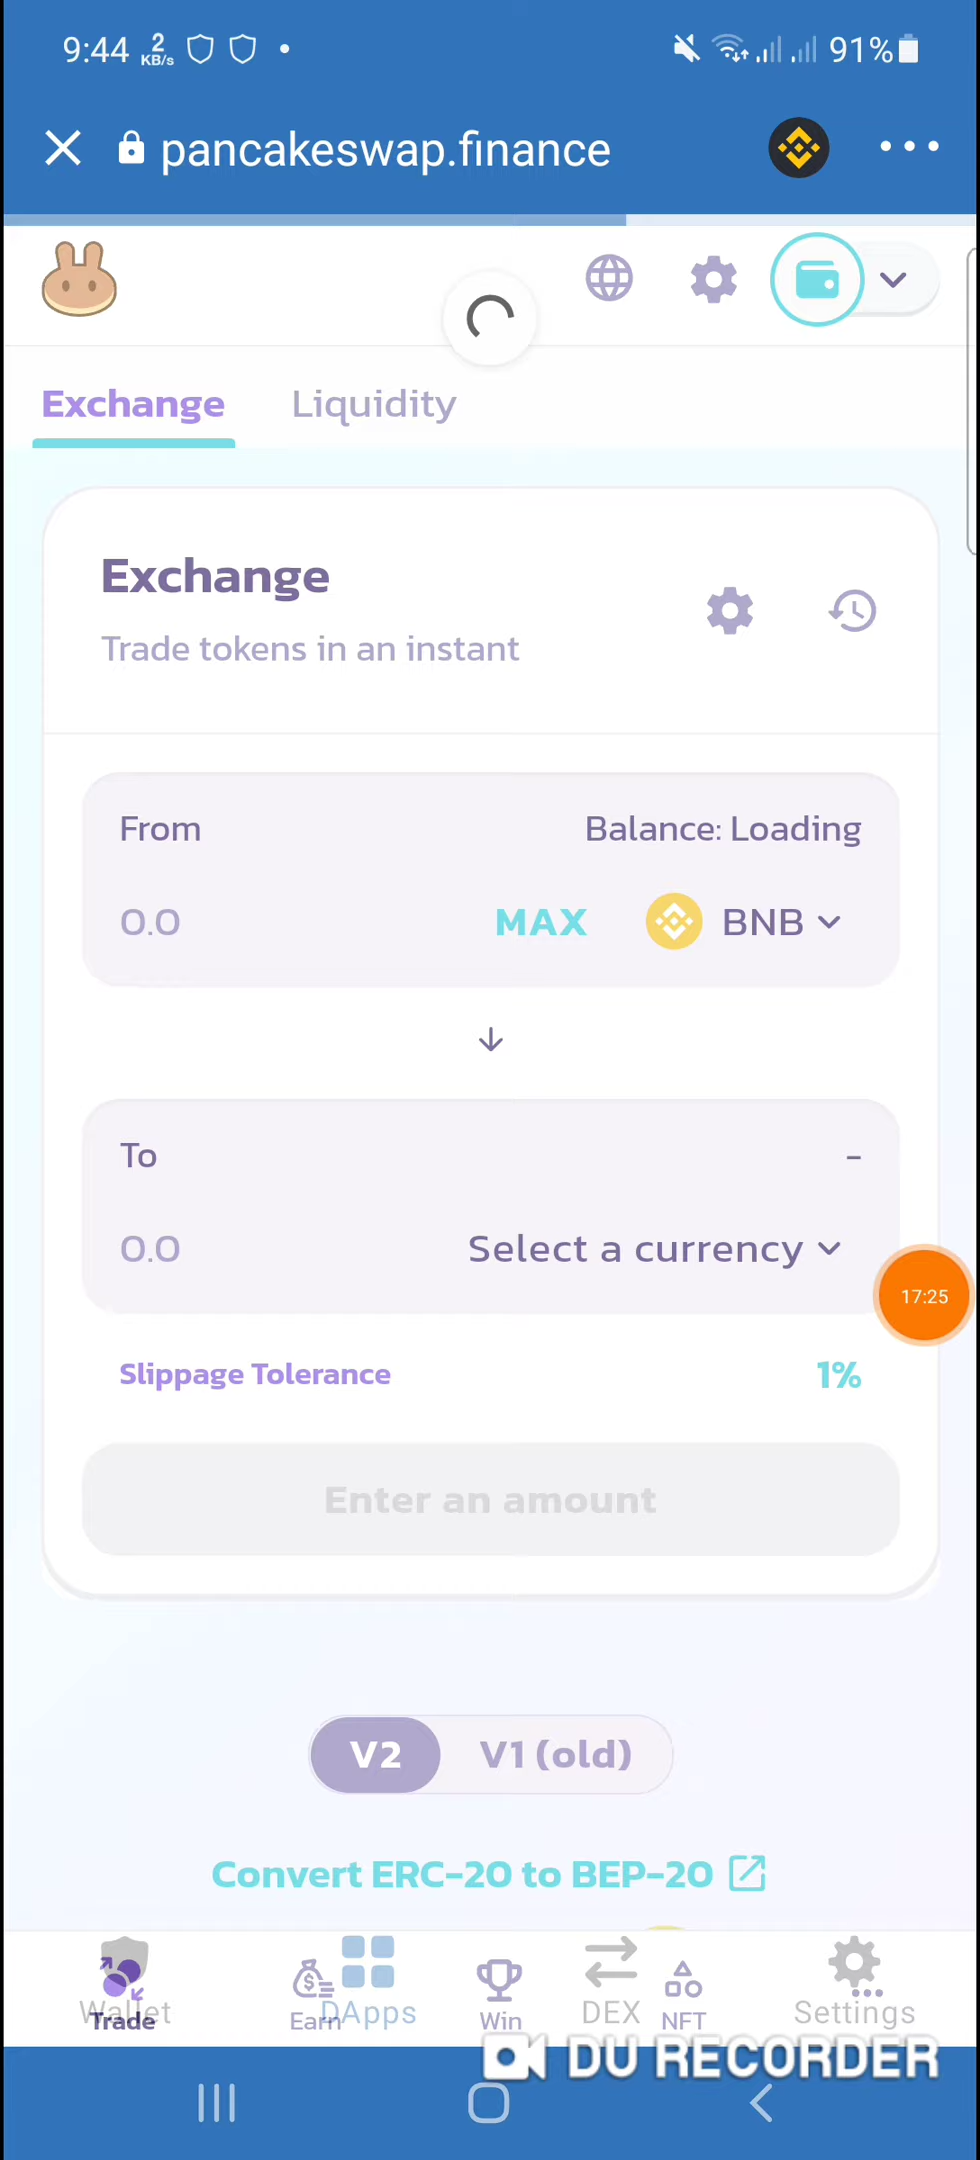 9:44 2 KB/s 91%
pancakeswap.finance
Exchange Liquidity
Exchange
Trade tokens in an instant
From Balance: Loading
0.0 MAX BNB
To -
0.0 Select a currency
17:25
Slippage Tolerance 1%
Enter an amount
V2 V1 (old)
Convert ERC-20 to BEP-20
Wallet DApps DEX Settings
Trade Earn Win NFT
DU RECORDER